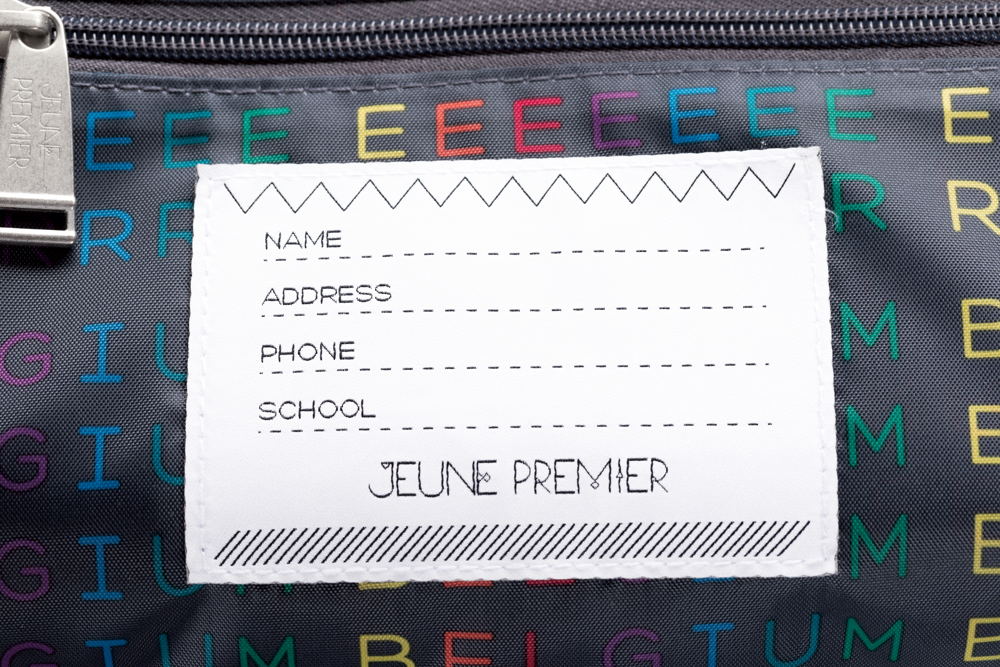 JEUNE
PREMIER
E E E E E E E E E E E
R R R R
NAME
ADDRESS
PHONE
SCHOOL
JEUNE PREMIER
G I U M B
G I U M E
G I U M E
G I U M B E L G I U M B